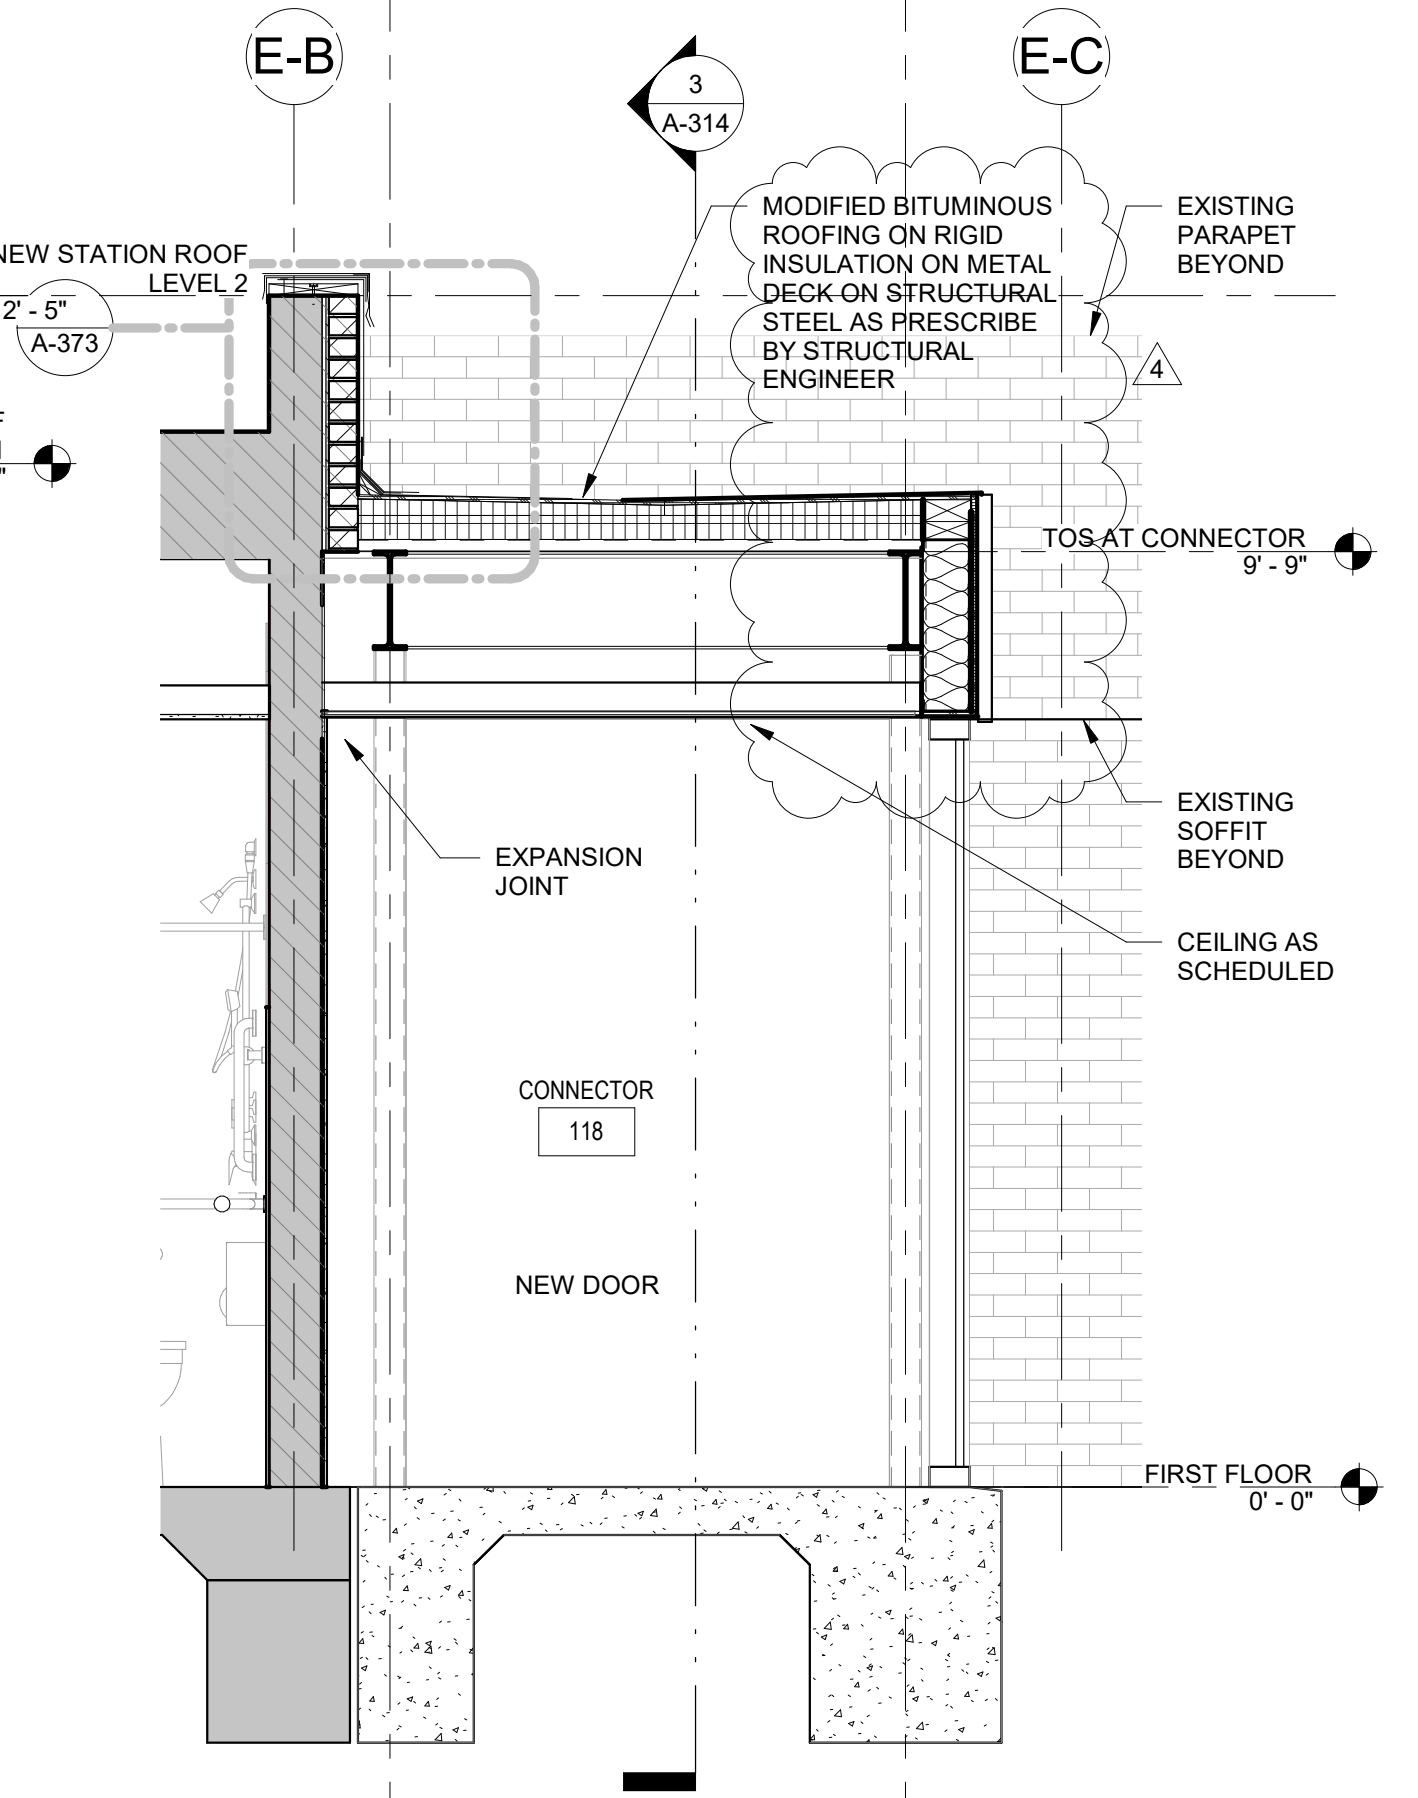 E-B
E-C
3
A-314
MODIFIED BITUMINOUS
ROOFING ON RIGID
INSULATION ON METAL
DECK ON STRUCTURAL
STEEL AS PRESCRIBE
BY STRUCTURAL
ENGINEER
EXISTING
PARAPET
BEYOND
NEW STATION ROOF
LEVEL 2
2' - 5"
A-373
4
TOS AT CONNECTOR
9' - 9"
EXPANSION
JOINT
EXISTING
SOFFIT
BEYOND
CEILING AS
SCHEDULED
CONNECTOR
118
NEW DOOR
FIRST FLOOR
0' - 0"